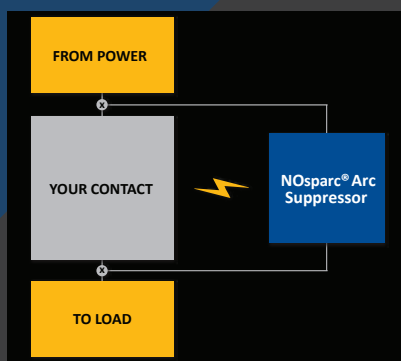 FROM POWER
x
YOUR CONTACT
NOsparc® Arc
Suppressor
x
TO LOAD